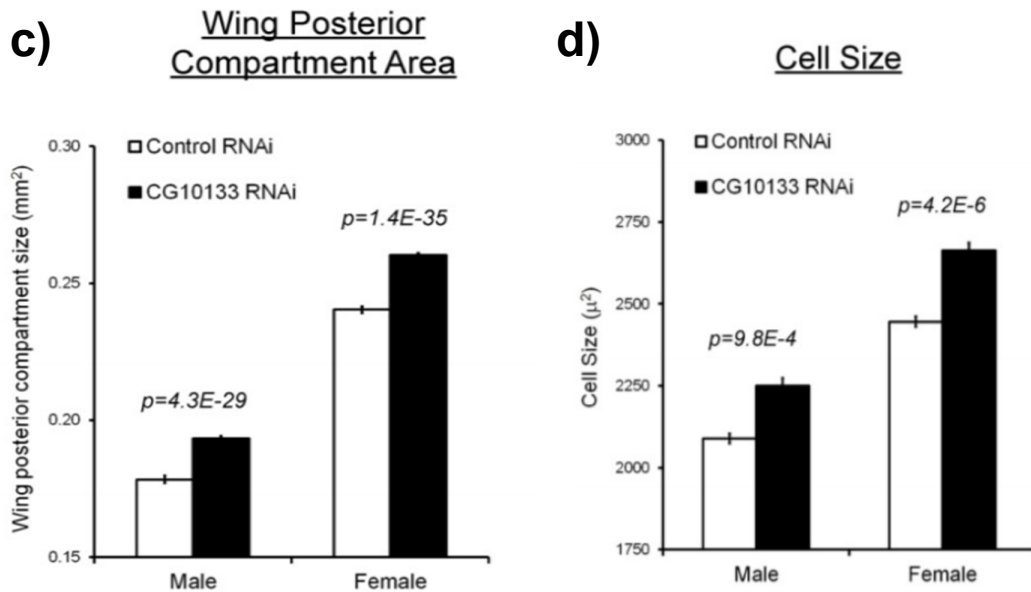 c)
Wing Posterior
Compartment Area
Wing posterior compartment size (mm²)
0.30
0.25
0.20
0.15
Control RNAi
CG10133 RNAi
p=4.3E-29
p=1.4E-35
Male
Female
d)
Cell Size
Cell Size (µ²)
3000
2750
2500
2250
2000
1750
Control RNAi
CG10133 RNAi
p=9.8E-4
p=4.2E-6
Male
Female